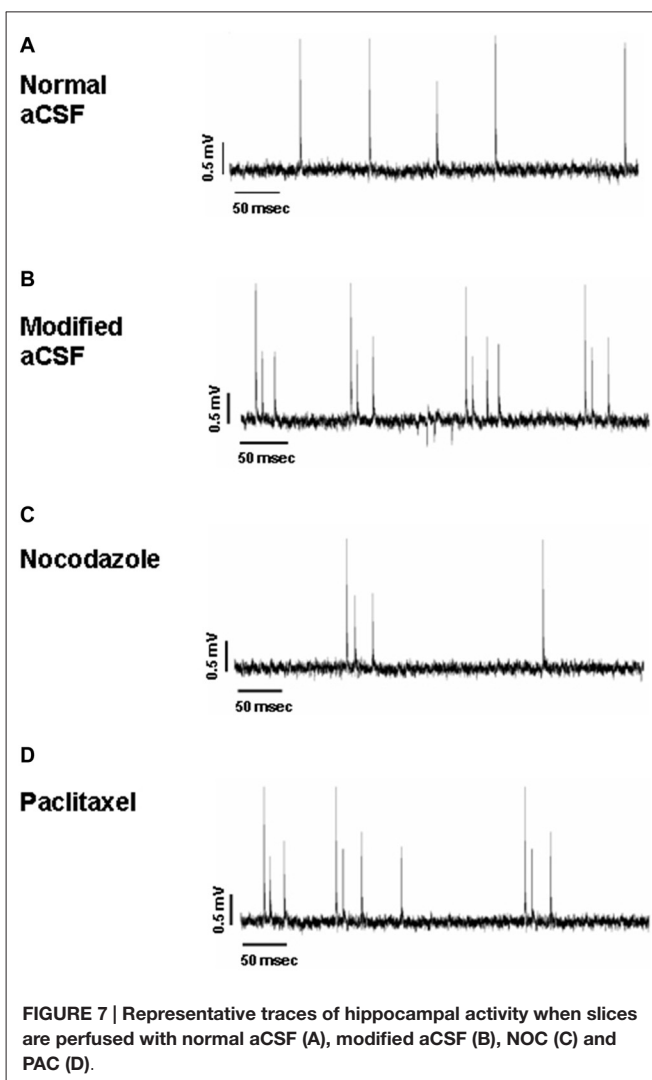 A
Normal
aCSF
0.5 mV
50 msec
B
Modified
aCSF
0.5 mV
50 msec
C
Nocodazole
0.5 mV
50 msec
D
Paclitaxel
0.5 mV
50 msec
FIGURE 7 | Representative traces of hippocampal activity when slices
are perfused with normal aCSF (A), modified aCSF (B), NOC (C) and
PAC (D).